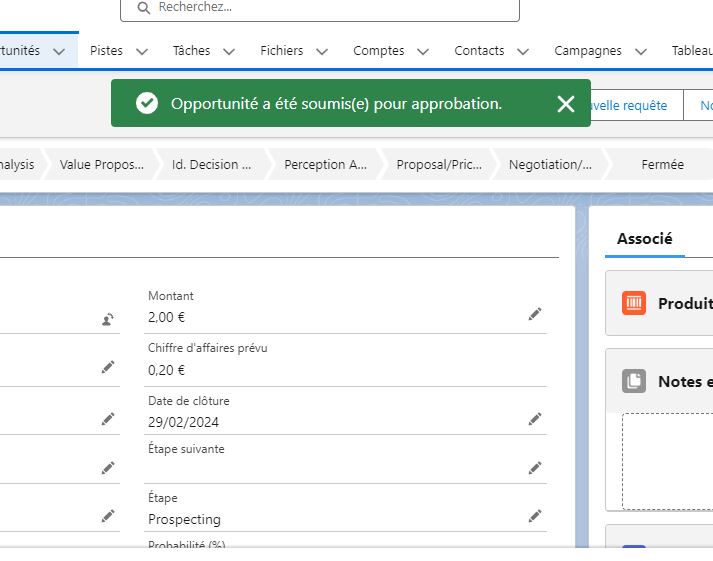 Recherchez...
rtunités
Pistes
Tâches
Fichiers
Comptes
Contacts
Campagnes
Tableau
Opportunité a été soumis(e) pour approbation.
uvelle requête
No
nalysis
Value Propos...
Id. Decision ...
Perception A...
Proposal/Pric...
Negotiation/...
Fermée
Associé
Montant
2,00 €
Produit
Chiffre d'affaires prévu
0,20 €
Notes e
Date de clôture
29/02/2024
Étape suivante
Étape
Prospecting
Probabilité (%)